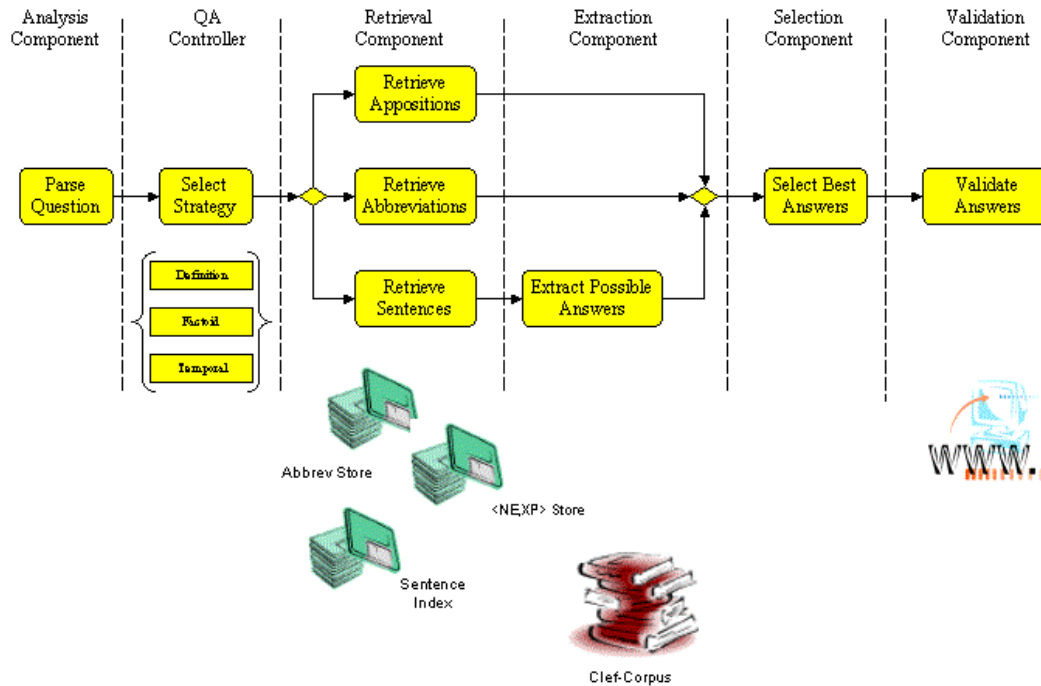 Analysis
Component
QA
Controller
Retrieval
Component
Extraction
Component
Selection
Component
Validation
Component
Retrieve
Appositions
Parse
Question
Select
Strategy
Retrieve
Abbreviations
Select Best
Answers
Validate
Answers
Definition
Factoid
Temporal
Retrieve
Sentences
Extract Possible
Answers
Abbrev Store
<NE,XP> Store
Sentence
Index
www.
Clef-Corpus